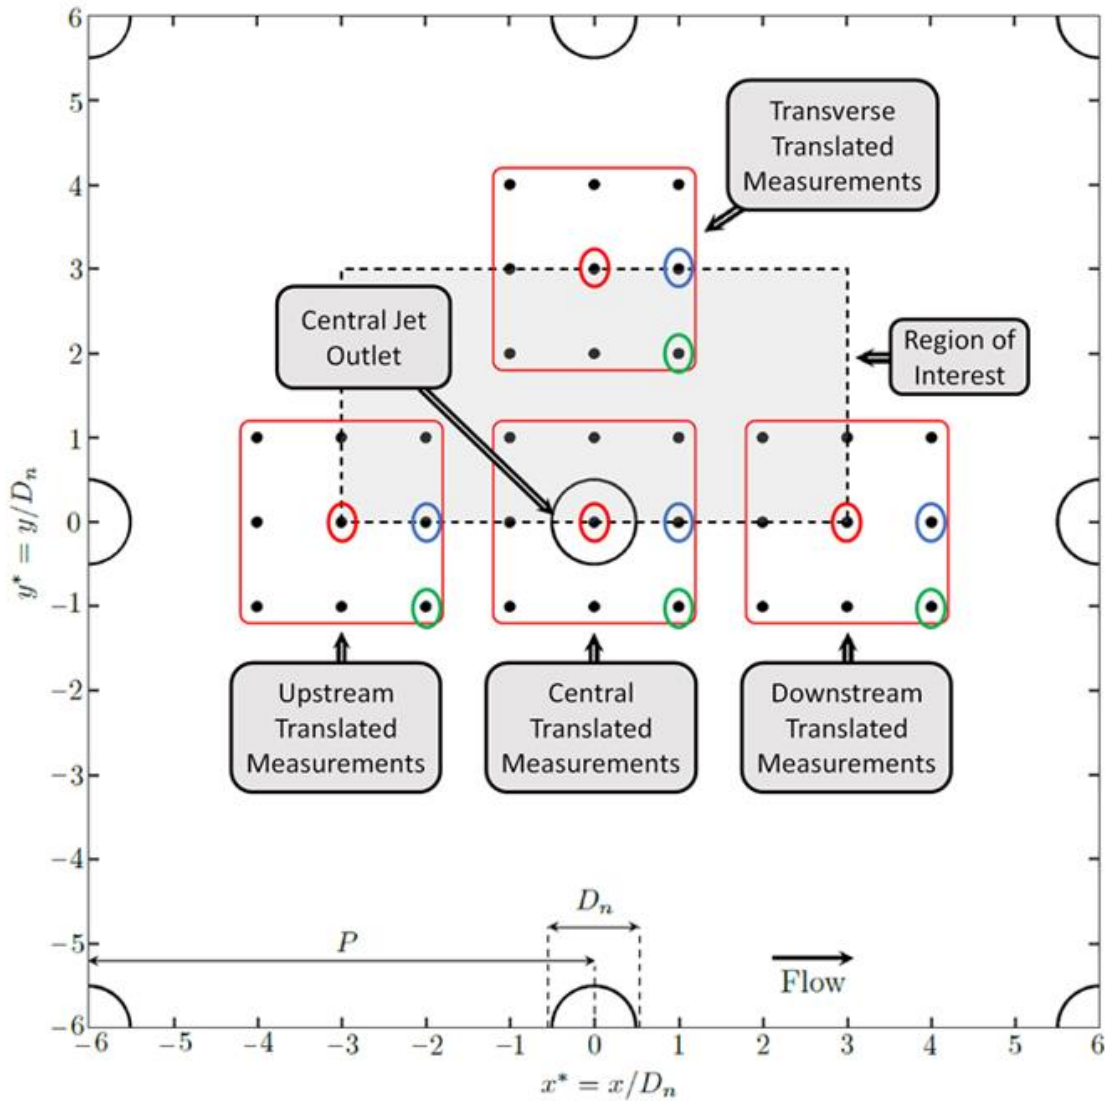 Transverse
Translated
Measurements
Central Jet
Outlet
Region of
Interest
Upstream
Translated
Measurements
Central
Translated
Measurements
Downstream
Translated
Measurements
D_n
P
Flow
6
5
4
3
2
1
0
−1
−2
−3
−4
−5
−6
y* = y/D_n
−6 −5 −4 −3 −2 −1 0 1 2 3 4 5 6
x* = x/D_n